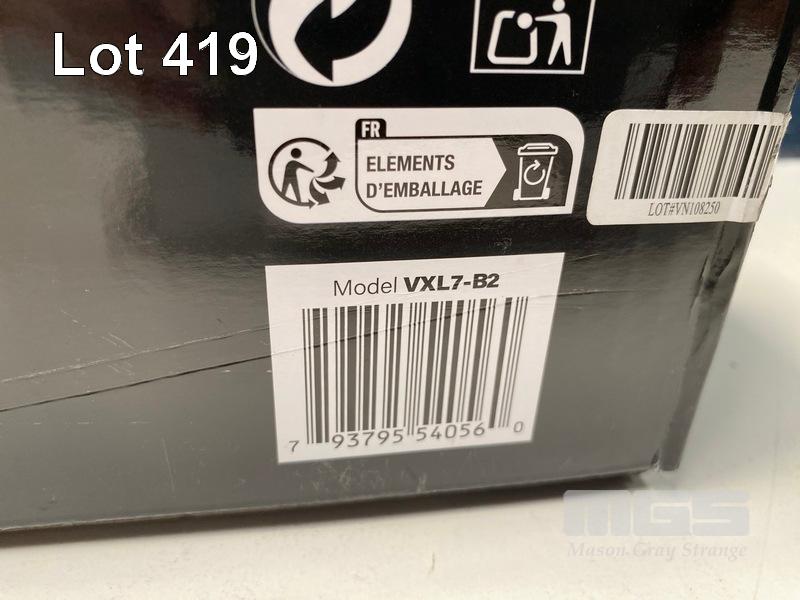 Lot 419
FR
ELEMENTS
D'EMBALLAGE
LOT#VN108250
Model VXL7-B2
7 93795 54056 0
MGS
Mason Gray Strange